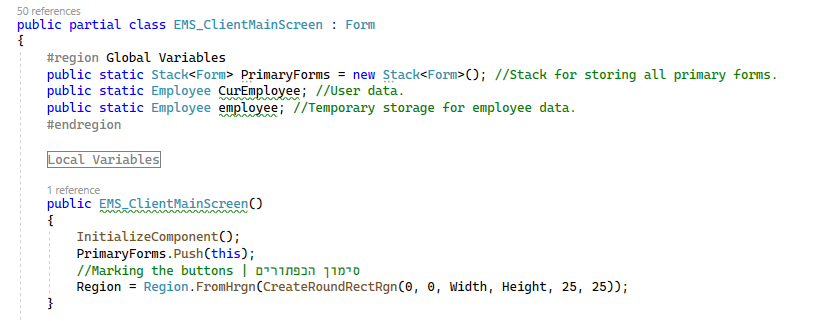 50 references
public partial class EMS_ClientMainScreen : Form
{
#region Global Variables
public static Stack<Form> PrimaryForms = new Stack<Form>(); //Stack for storing all primary forms.
public static Employee CurEmployee; //User data.
public static Employee employee; //Temporary storage for employee data.
#endregion
Local Variables
1 reference
public EMS_ClientMainScreen()
{
InitializeComponent();
PrimaryForms.Push(this);
//Marking the buttons | סימון הכפתורים
Region = Region.FromHrgn(CreateRoundRectRgn(0, 0, Width, Height, 25, 25));
}